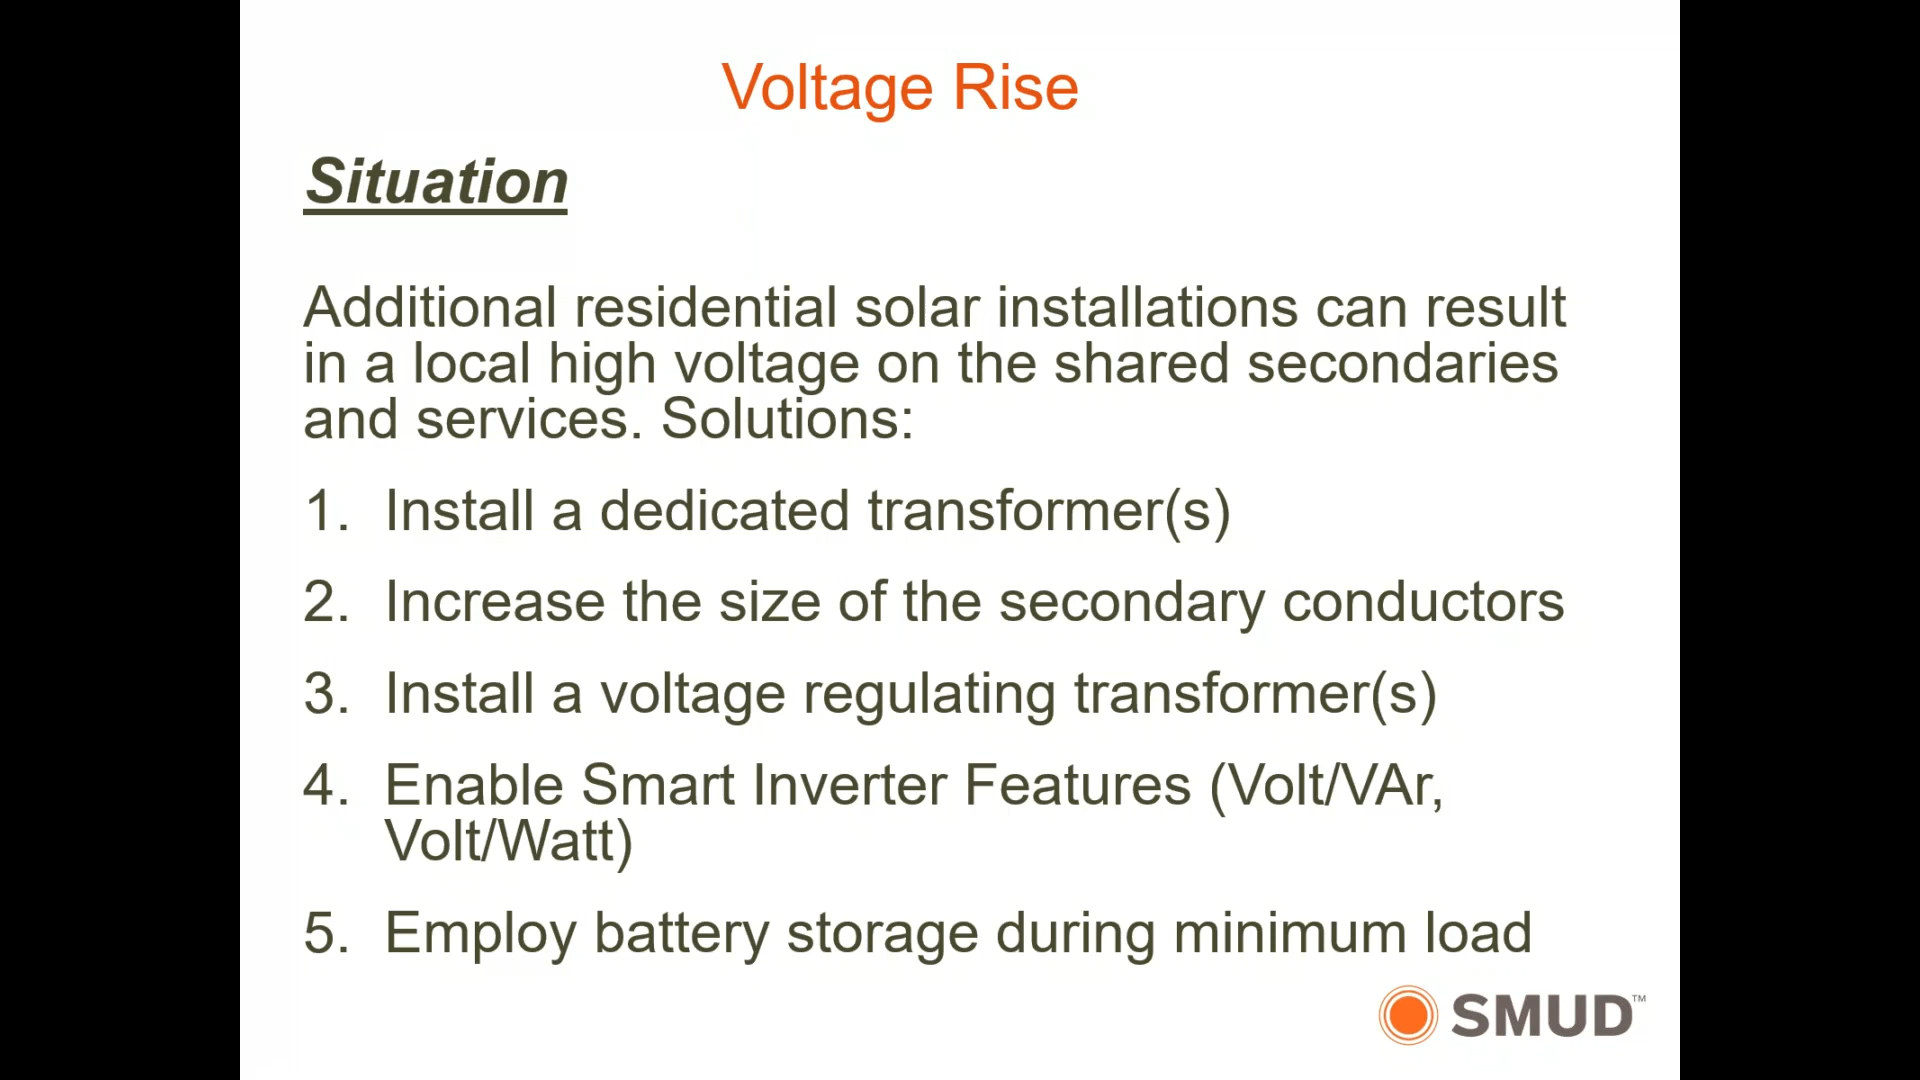 Voltage Rise
Situation
Additional residential solar installations can result
in a local high voltage on the shared secondaries
and services. Solutions:
1. Install a dedicated transformer(s)
2. Increase the size of the secondary conductors
3. Install a voltage regulating transformer(s)
4. Enable Smart Inverter Features (Volt/VAr,
Volt/Watt)
5. Employ battery storage during minimum load
SMUD™